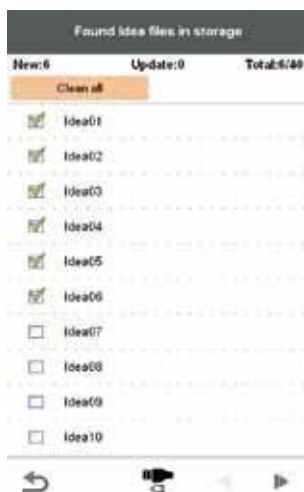 Found Idea files in storage
New:6 Update:0 Total:6/40
Clean all
Idea01
Idea02
Idea03
Idea04
Idea05
Idea06
Idea07
Idea08
Idea09
Idea10